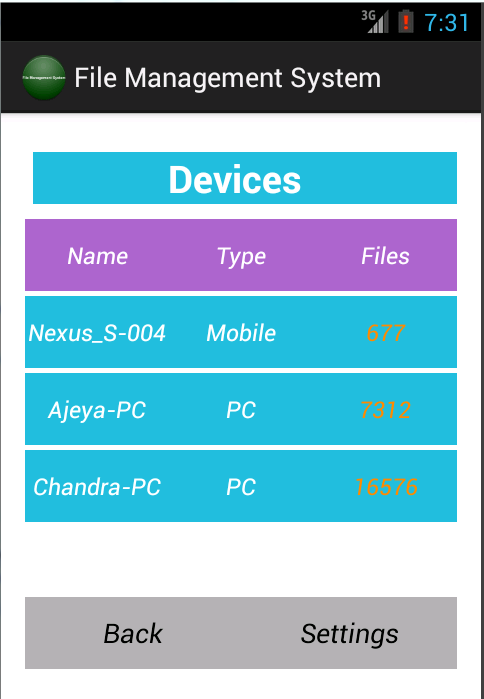 3G 7:31
File Management System File Management System
Devices
Name Type Files
Nexus_S-004 Mobile 677
Ajeya-PC PC 7312
Chandra-PC PC 16576
Back Settings